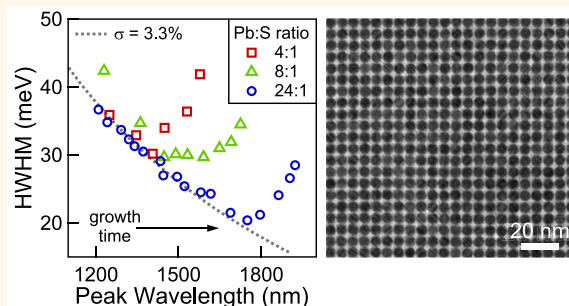 σ = 3.3%
Pb:S ratio
4:1
8:1
24:1
50
40
30
20
HWHM (meV)
growth
time
1200
1500
1800
Peak Wavelength (nm)
20 nm